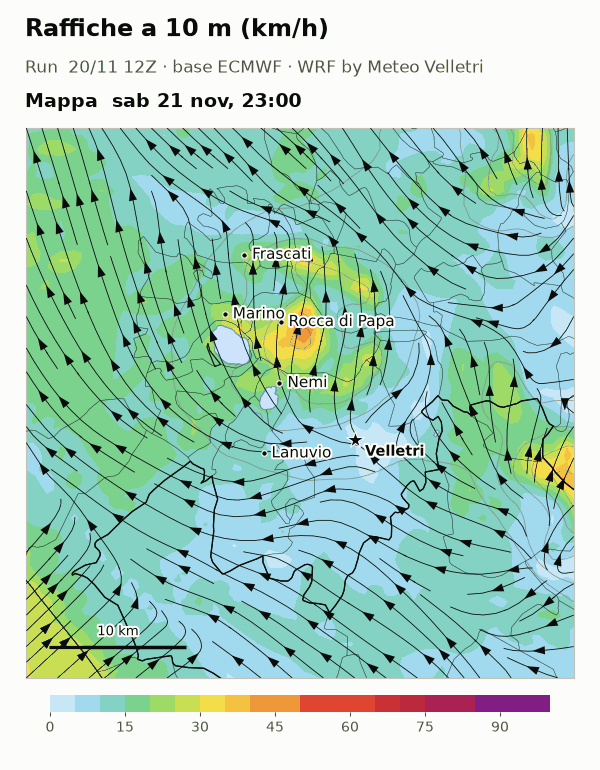 Raffiche a 10 m (km/h)
Run  20/11 12Z · base ECMWF · WRF by Meteo Velletri
Mappa  sab 21 nov, 23:00
Frascati
Marino
Rocca di Papa
Nemi
Velletri
Lanuvio
10 km
0 15 30 45 60 75 90